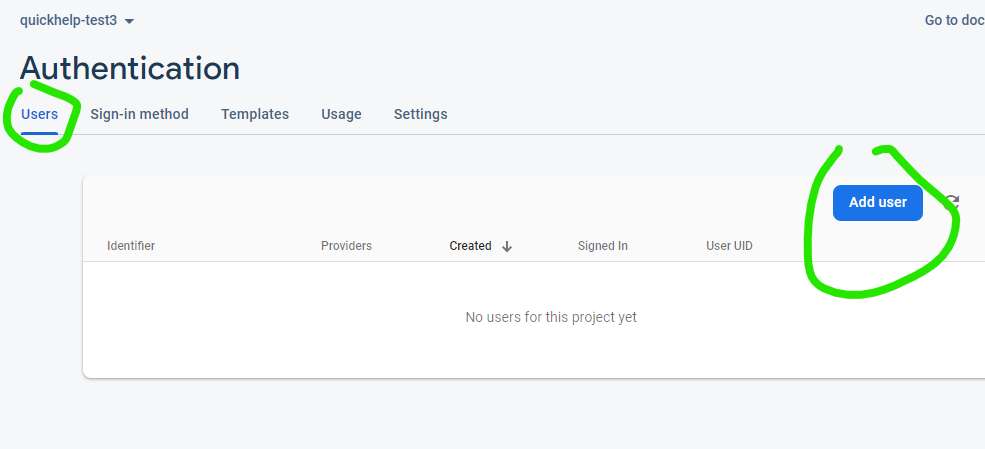 quickhelp-test3
Go to doc
Authentication
Users Sign-in method Templates Usage Settings
Add user
Identifier Providers Created Signed In User UID
No users for this project yet